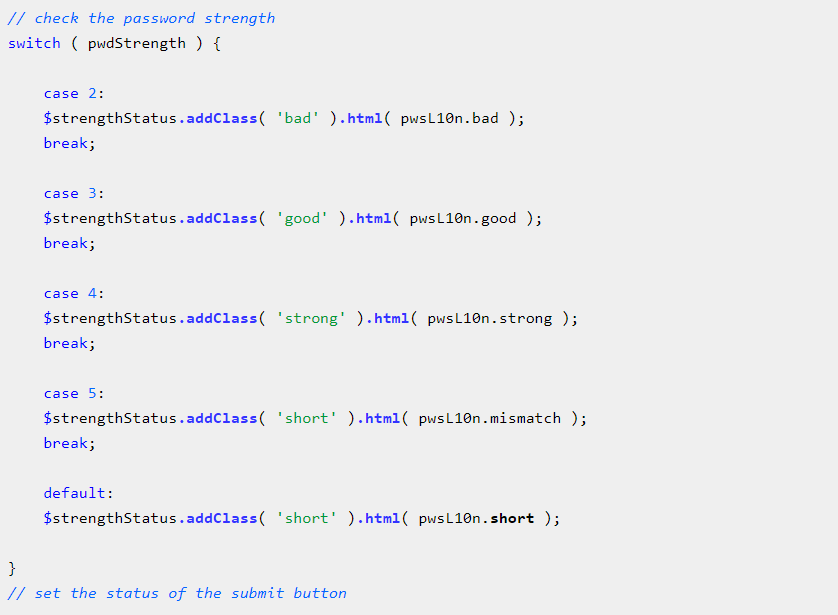 // check the password strength
switch ( pwdStrength ) {
case 2:
$strengthStatus.addClass( 'bad' ).html( pwsL10n.bad );
break;
case 3:
$strengthStatus.addClass( 'good' ).html( pwsL10n.good );
break;
case 4:
$strengthStatus.addClass( 'strong' ).html( pwsL10n.strong );
break;
case 5:
$strengthStatus.addClass( 'short' ).html( pwsL10n.mismatch );
break;
default:
$strengthStatus.addClass( 'short' ).html( pwsL10n.short );
}
// set the status of the submit button